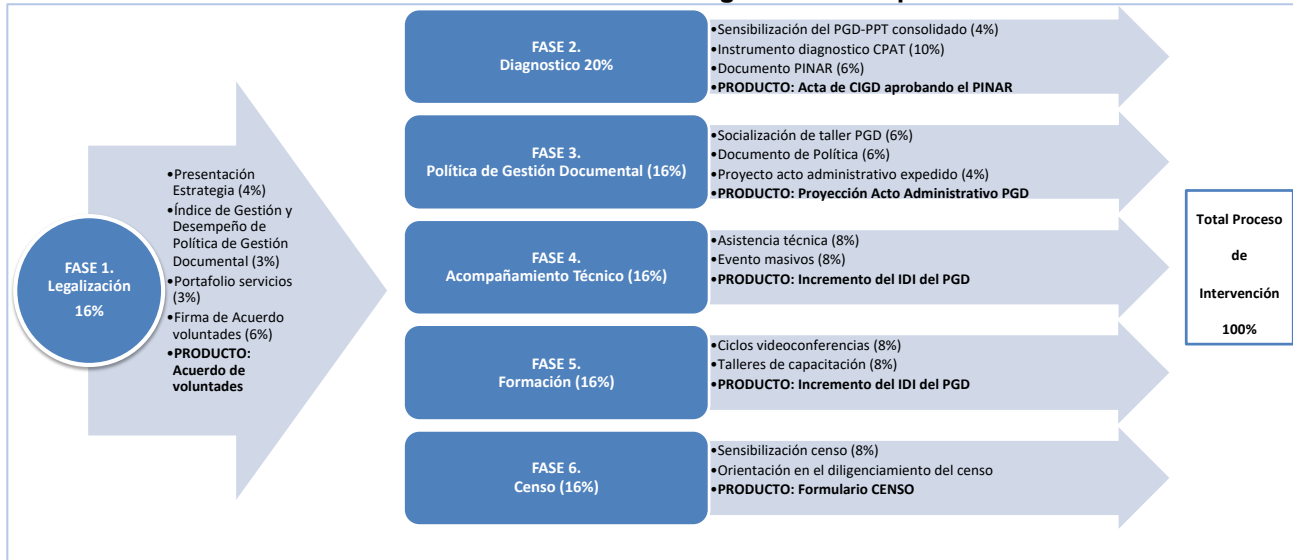 FASE 1.
Legalización
16%
•Presentación
Estrategia (4%)
•Índice de Gestión y
Desempeño de
Política de Gestión
Documental (3%)
•Portafolio servicios
(3%)
•Firma de Acuerdo
voluntades (6%)
•PRODUCTO:
Acuerdo de
voluntades
FASE 2.
Diagnostico 20%
•Sensibilización del PGD-PPT consolidado (4%)
•Instrumento diagnostico CPAT (10%)
•Documento PINAR (6%)
•PRODUCTO: Acta de CIGD aprobando el PINAR
FASE 3.
Política de Gestión Documental (16%)
•Socialización de taller PGD (6%)
•Documento de Política (6%)
•Proyecto acto administrativo expedido (4%)
•PRODUCTO: Proyección Acto Administrativo PGD
FASE 4.
Acompañamiento Técnico (16%)
•Asistencia técnica (8%)
•Evento masivos (8%)
•PRODUCTO: Incremento del IDI del PGD
FASE 5.
Formación (16%)
•Ciclos videoconferencias (8%)
•Talleres de capacitación (8%)
•PRODUCTO: Incremento del IDI del PGD
FASE 6.
Censo (16%)
•Sensibilización censo (8%)
•Orientación en el diligenciamiento del censo
•PRODUCTO: Formulario CENSO
Total Proceso
de
Intervención
100%